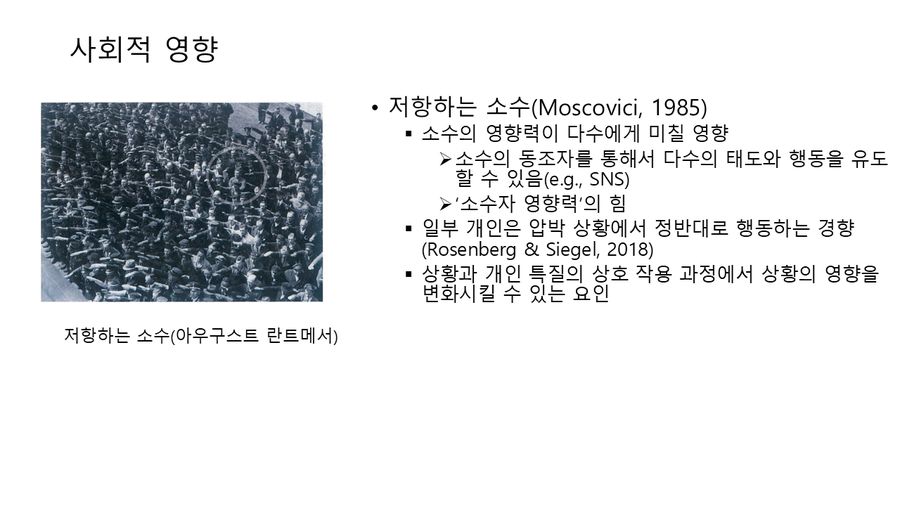 사회적 영향
• 저항하는 소수(Moscovici, 1985)
▪ 소수의 영향력이 다수에게 미칠 영향
➢소수의 동조자를 통해서 다수의 태도와 행동을 유도
할 수 있음(e.g., SNS)
➢‘소수자 영향력’의 힘
▪ 일부 개인은 압박 상황에서 정반대로 행동하는 경향
(Rosenberg & Siegel, 2018)
▪ 상황과 개인 특질의 상호 작용 과정에서 상황의 영향을
변화시킬 수 있는 요인
저항하는 소수(아우구스트 란트메서)